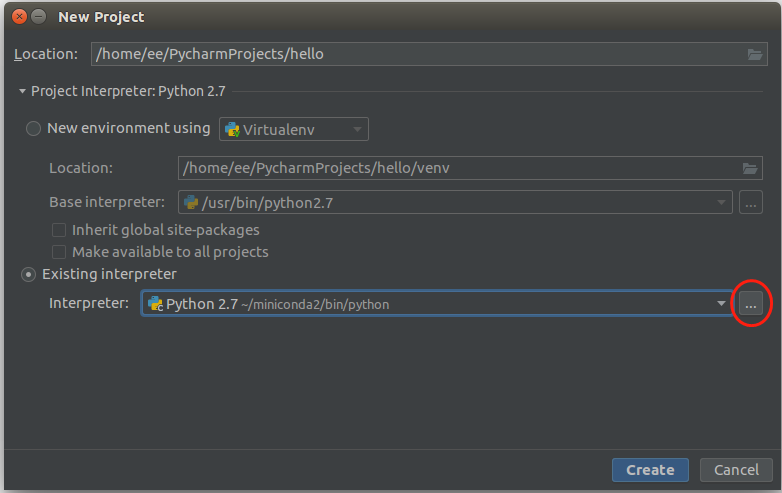 New Project
Location: /home/ee/PycharmProjects/hello
Project Interpreter: Python 2.7
New environment using Virtualenv
Location: /home/ee/PycharmProjects/hello/venv
Base interpreter: /usr/bin/python2.7 ...
Inherit global site-packages
Make available to all projects
Existing interpreter
Interpreter: Python 2.7 ~/miniconda2/bin/python ...
Create Cancel